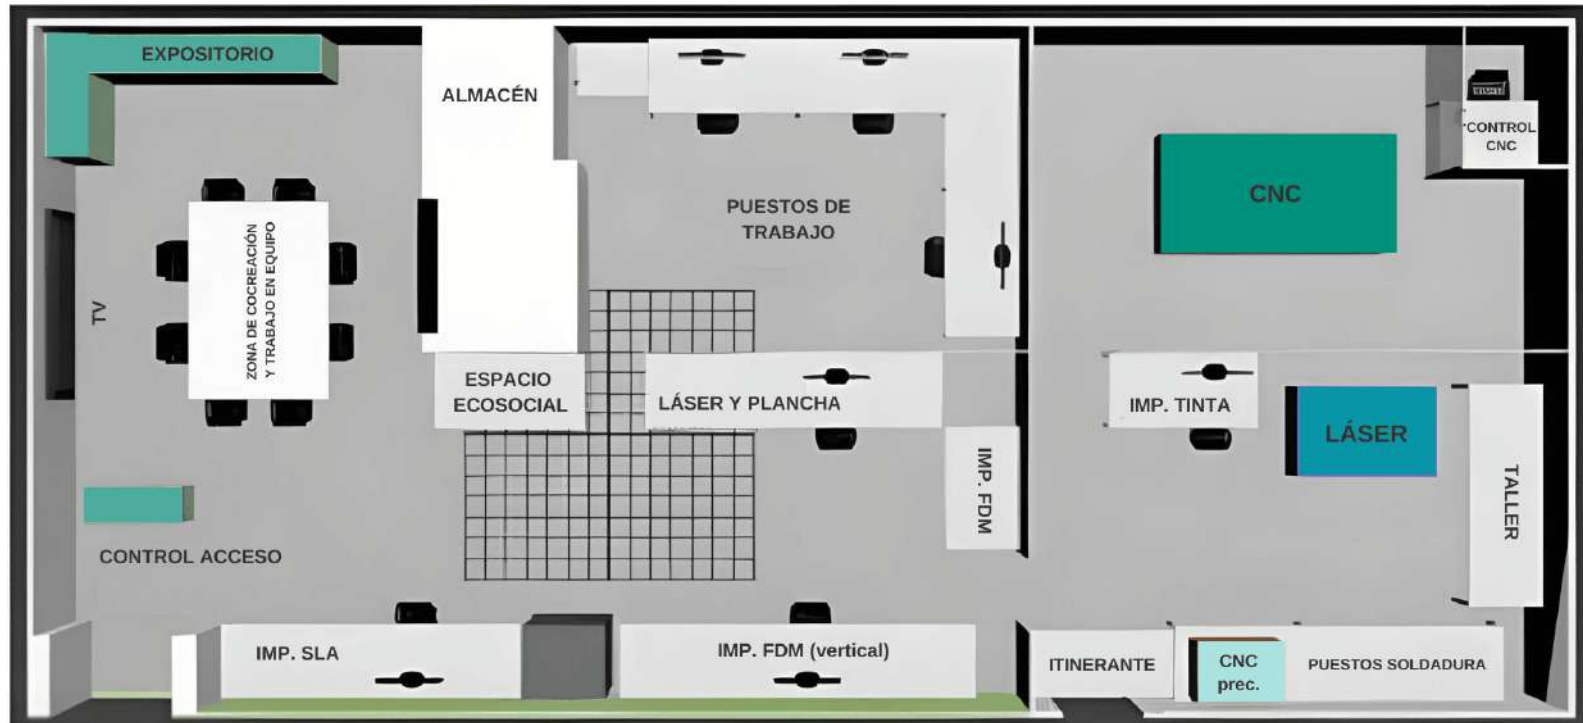 EXPOSITORIO
ALMACÉN
CONTROL
CNC
CNC
PUESTOS DE
TRABAJO
TV
ZONA DE COCREACIÓN
Y TRABAJO EN EQUIPO
ESPACIO
ECOSOCIAL
LÁSER Y PLANCHA
IMP. TINTA
LÁSER
IMP. FDM
TALLER
CONTROL ACCESO
IMP. SLA
IMP. FDM (vertical)
ITINERANTE
CNC
prec.
PUESTOS SOLDADURA